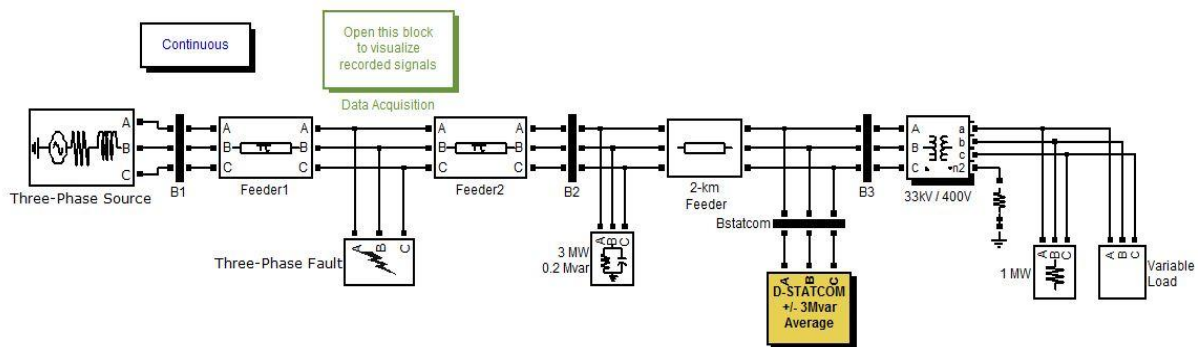 Continuous
Open this block
to visualize
recorded signals
Data Acquisition
A
B
C
Three-Phase Source
B1
A A
B B
C C
Feeder1
A A
B B
C C
Feeder2
B2
2-km
Feeder
B3
A a
B b
C c
n2
33kV / 400V
A B C
Three-Phase Fault
A B C
3 MW
0.2 Mvar
Bstatcom
A B C
D-STATCOM
+/- 3Mvar
Average
A B C
1 MW
A B C
Variable
Load